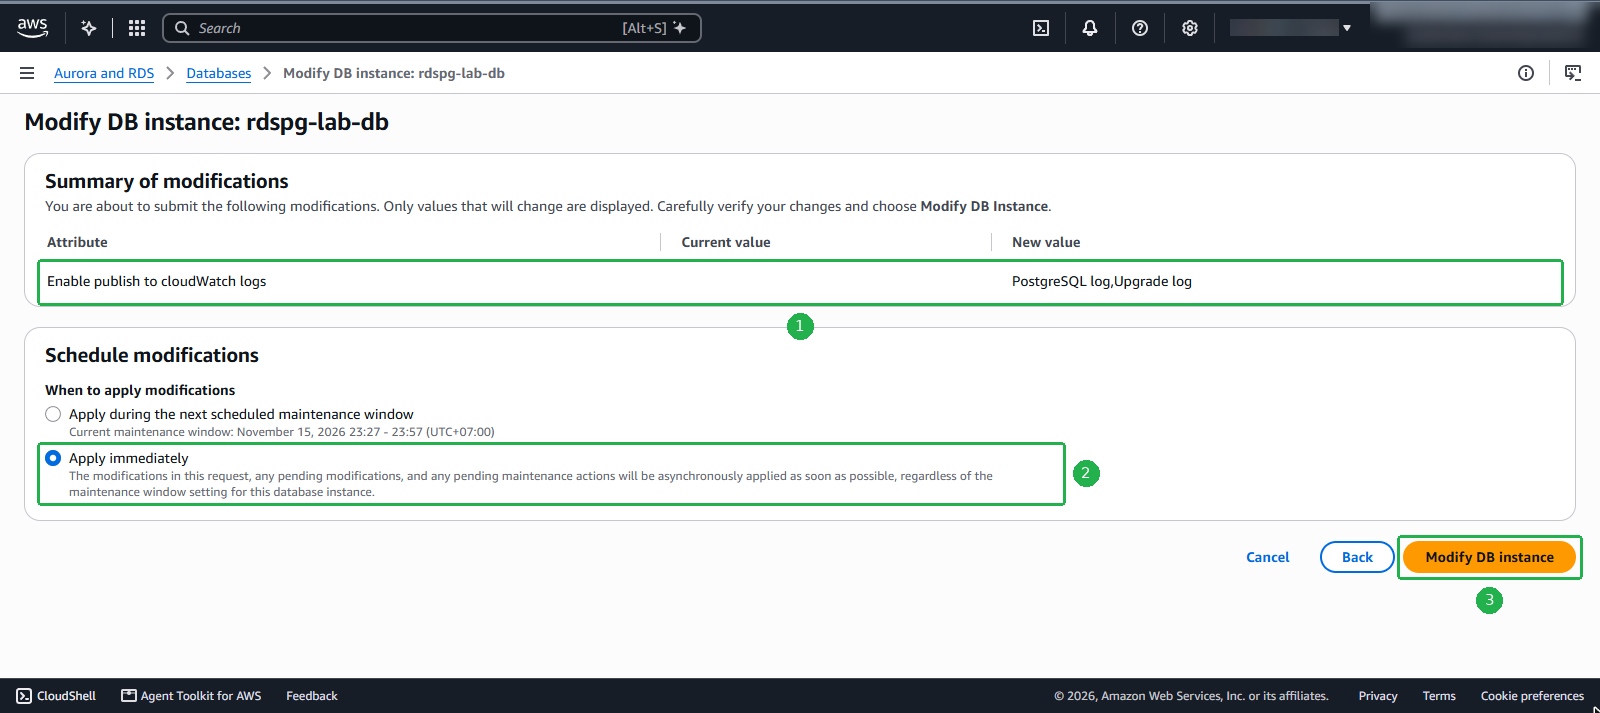 aws
Search [Alt+S]
Aurora and RDS > Databases > Modify DB instance: rdspg-lab-db
Modify DB instance: rdspg-lab-db
Summary of modifications
You are about to submit the following modifications. Only values that will change are displayed. Carefully verify your changes and choose Modify DB Instance.
Attribute Current value New value
Enable publish to cloudWatch logs PostgreSQL log,Upgrade log
1
Schedule modifications
When to apply modifications
Apply during the next scheduled maintenance window
Current maintenance window: November 15, 2026 23:27 - 23:57 (UTC+07:00)
Apply immediately
The modifications in this request, any pending modifications, and any pending maintenance actions will be asynchronously applied as soon as possible, regardless of the
maintenance window setting for this database instance.
2
Cancel Back Modify DB instance
3
CloudShell Agent Toolkit for AWS Feedback © 2026, Amazon Web Services, Inc. or its affiliates. Privacy Terms Cookie preferences